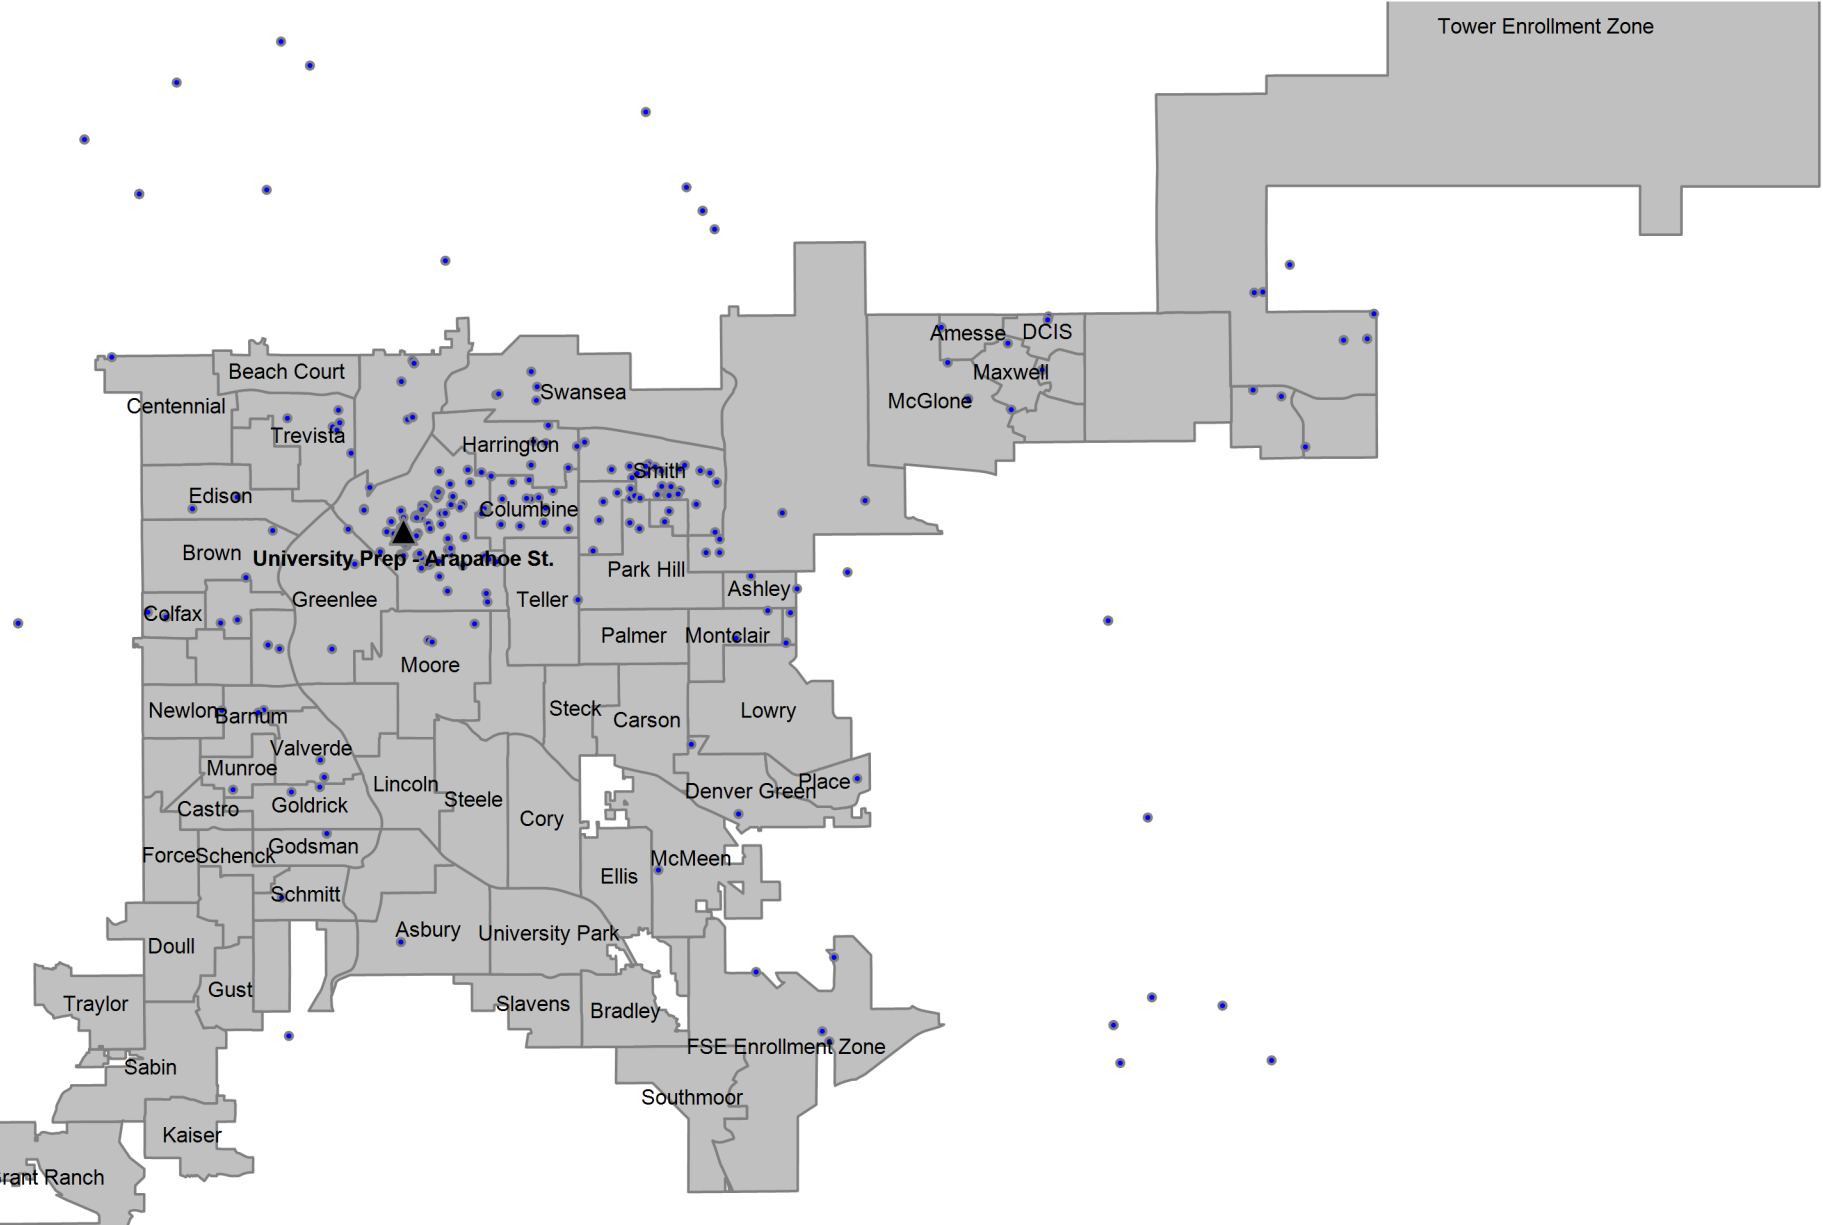 Tower Enrollment Zone
Amesse
DCIS
Beach Court
Maxwell
Swansea
McGlone
Centennial
Trevista
Harrington
Smith
Edison
Columbine
Brown
University Prep - Arapahoe St.
Park Hill
Ashley
Greenlee
Teller
Colfax
Palmer
Montclair
Moore
Newlon
Barnum
Steck
Carson
Lowry
Valverde
Munroe
Lincoln
Place
Denver Green
Steele
Castro
Goldrick
Cory
Godsman
Force
Schenck
McMeen
Ellis
Schmitt
Asbury
University Park
Doull
Gust
Traylor
Slavens
Bradley
FSE Enrollment Zone
Sabin
Southmoor
Kaiser
rant Ranch